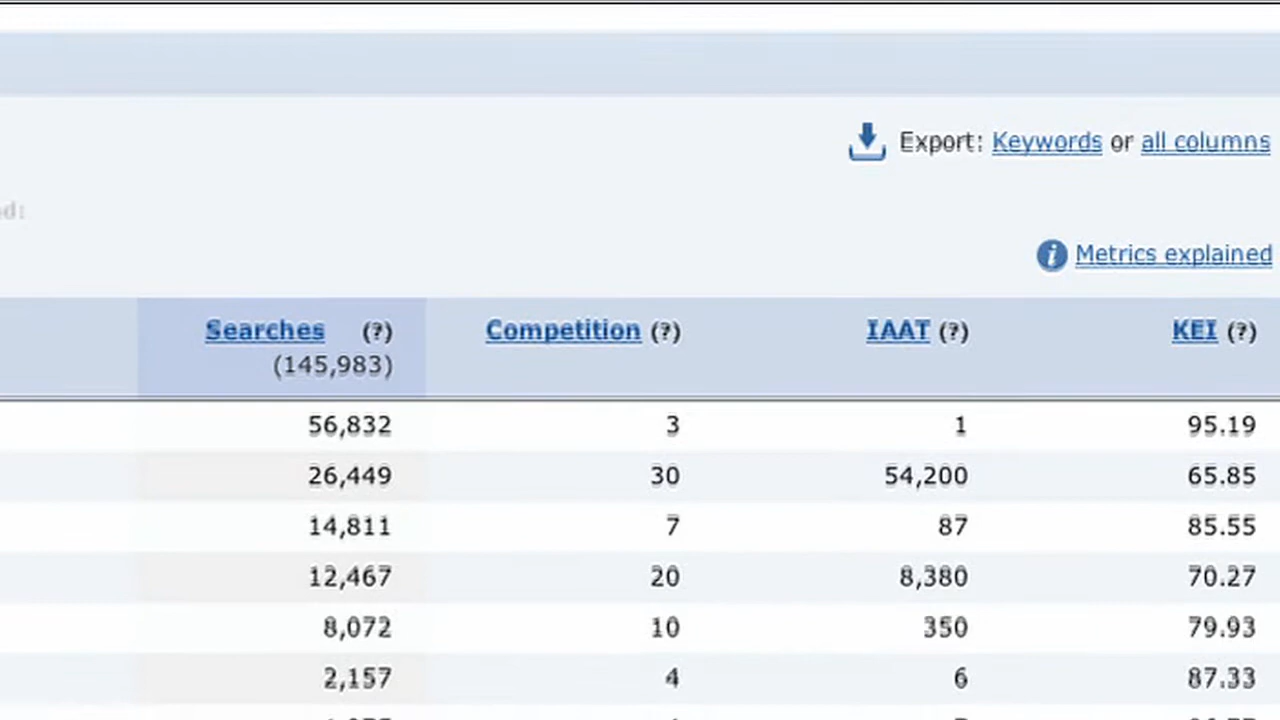 Export: Keywords or all columns
Metrics explained
Searches (?) Competition (?) IAAT (?) KEI (?)
(145,983)
56,832 3 1 95.19
26,449 30 54,200 65.85
14,811 7 87 85.55
12,467 20 8,380 70.27
8,072 10 350 79.93
2,157 4 6 87.33